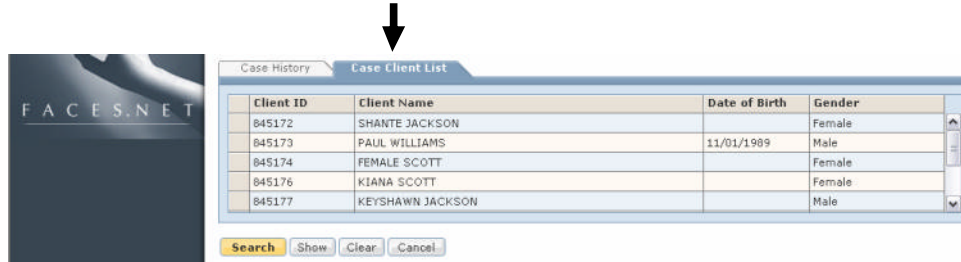 Case History Case Client List
FACES.NET
Client ID Client Name Date of Birth Gender
845172 SHANTE JACKSON Female
845173 PAUL WILLIAMS 11/01/1989 Male
845174 FEMALE SCOTT Female
845176 KIANA SCOTT Female
845177 KEYSHAWN JACKSON Male
Search Show Clear Cancel